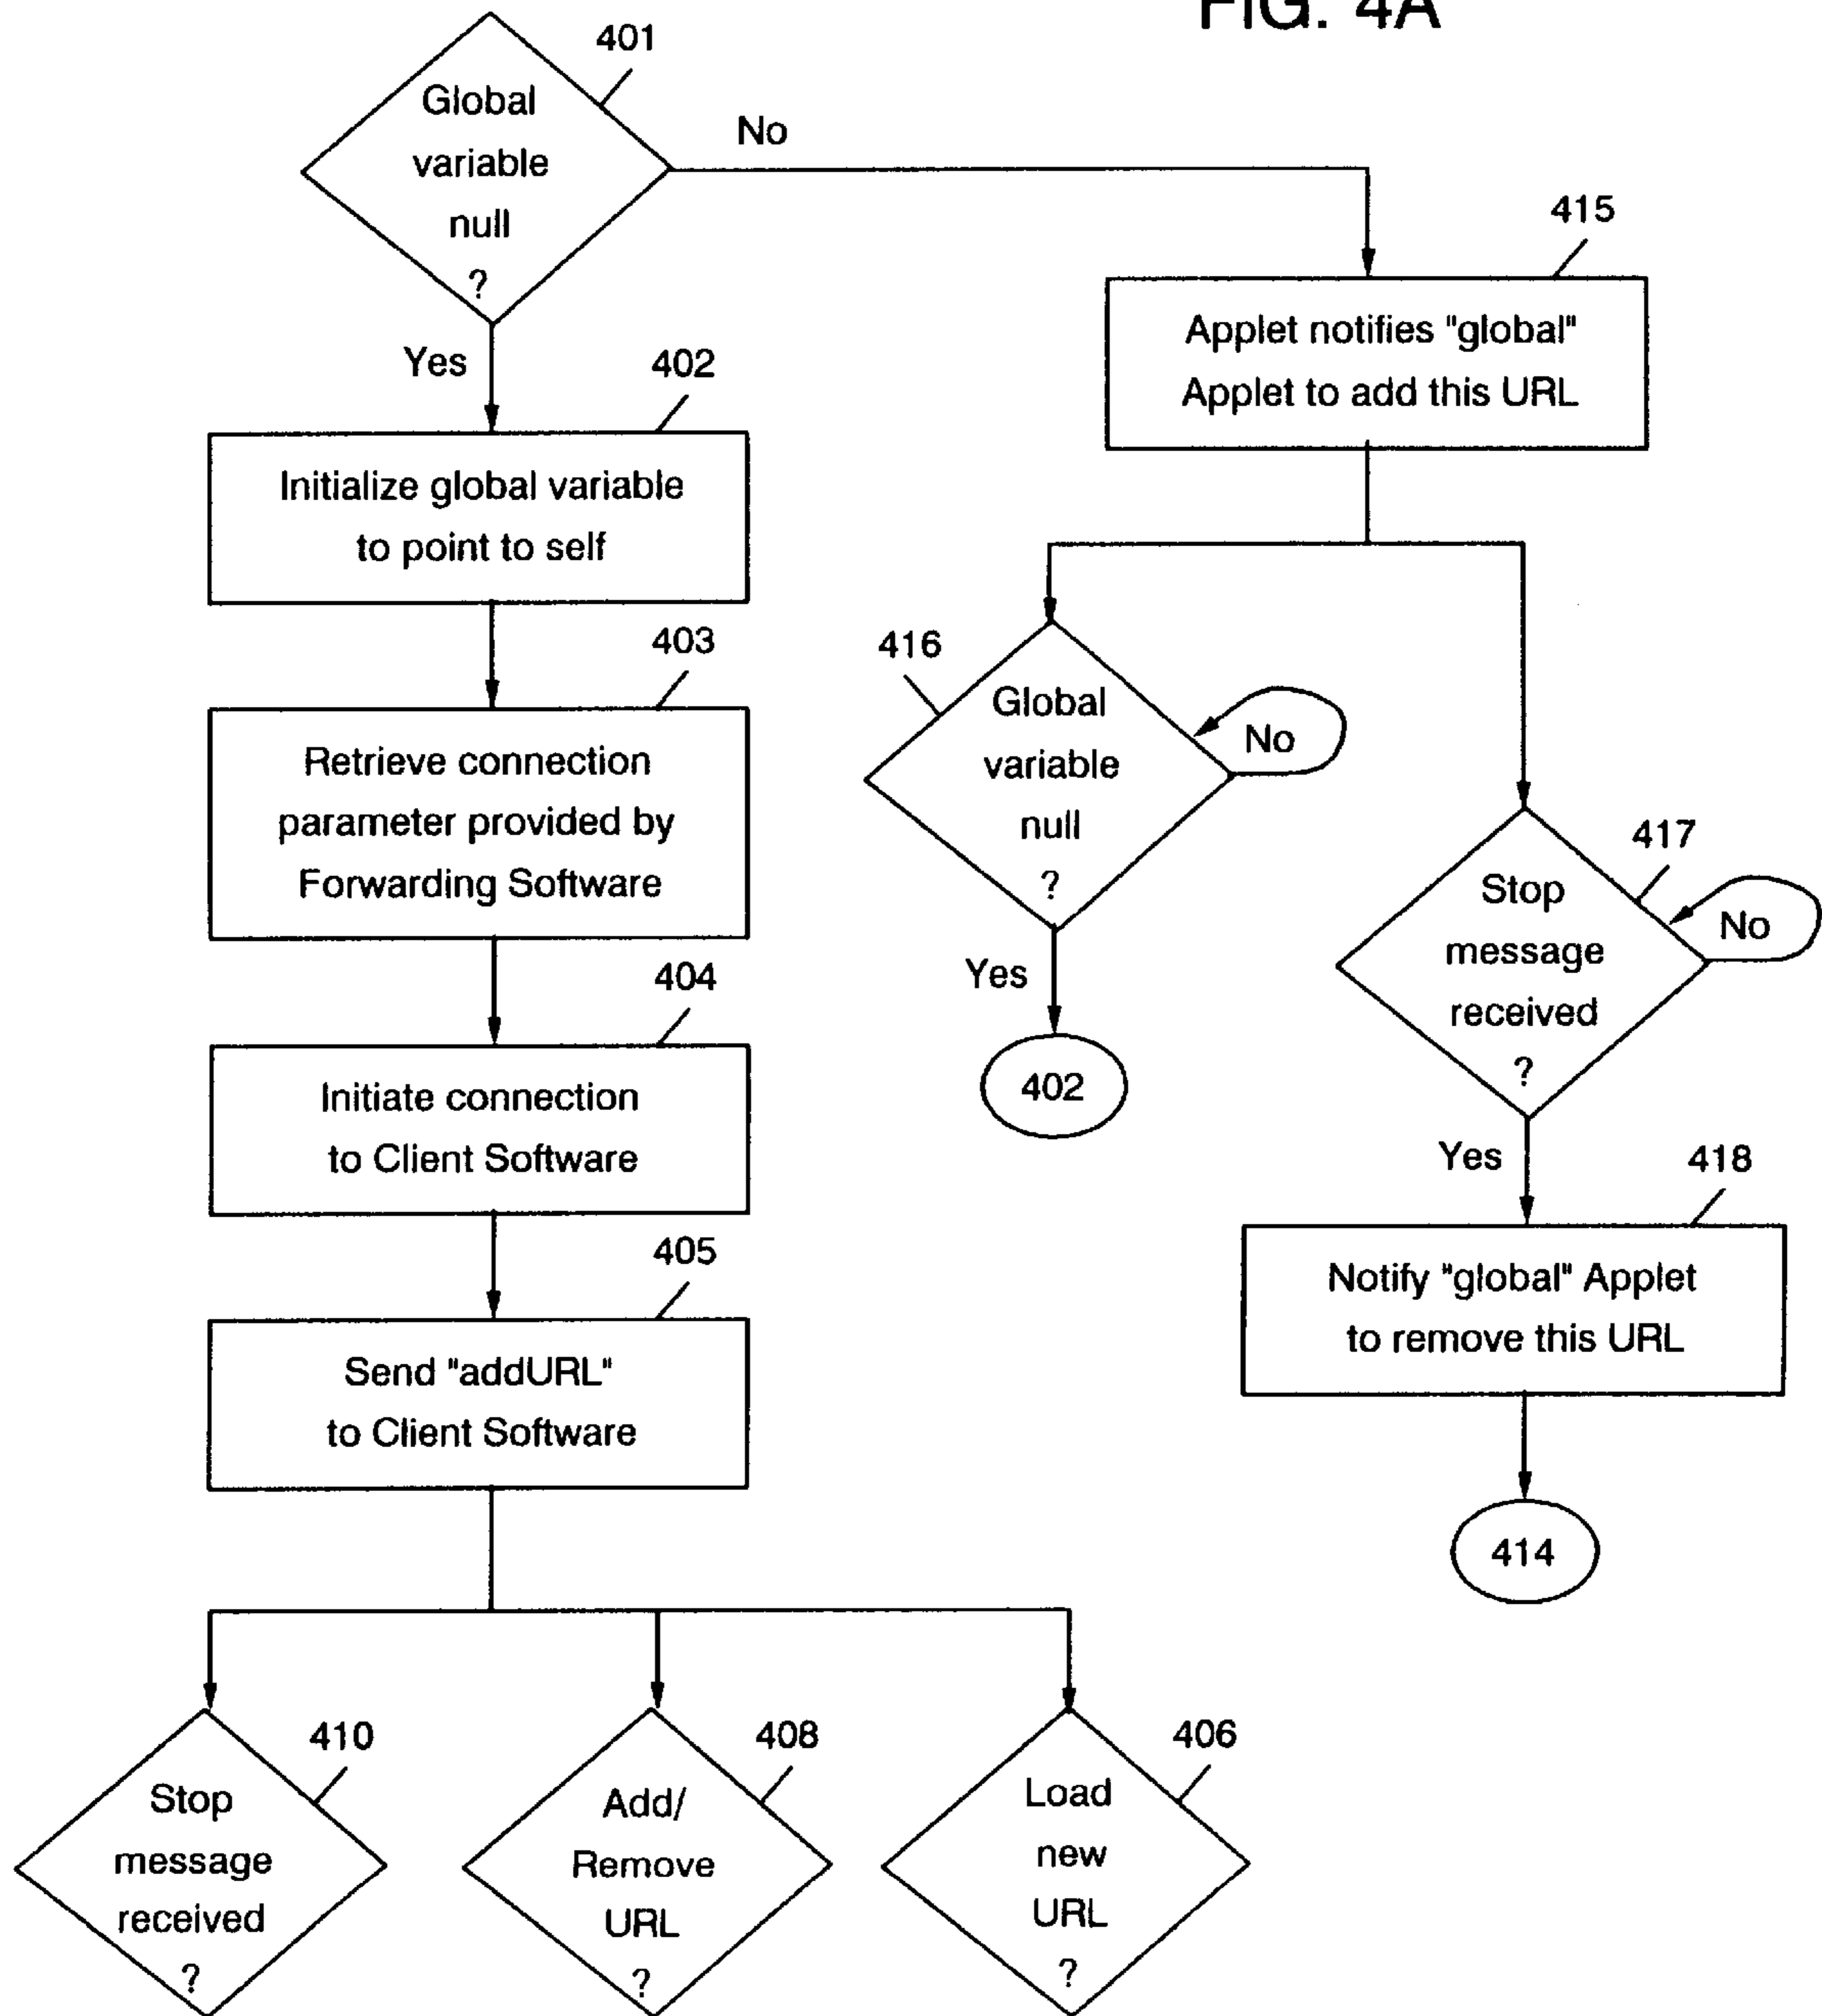 FIG. 4A
401
Global
variable
null
?
No
Yes
402
Initialize global variable
to point to self
403
Retrieve connection
parameter provided by
Forwarding Software
404
Initiate connection
to Client Software
405
Send "addURL"
to Client Software
410
Stop
message
received
?
408
Add/
Remove
URL
?
406
Load
new
URL
?
415
Applet notifies "global"
Applet to add this URL
416
Global
variable
null
?
No
Yes
402
417
Stop
message
received
?
No
Yes
418
Notify "global" Applet
to remove this URL
414